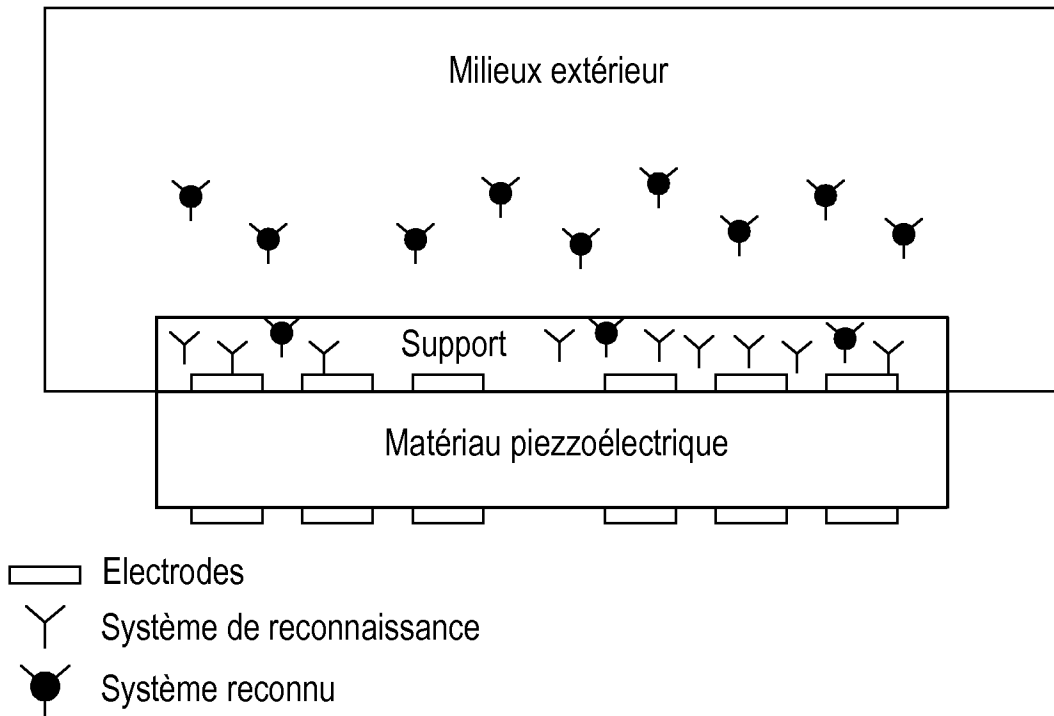 Milieux extérieur
Support
Matériau piezzoélectrique
Electrodes
Système de reconnaissance
Système reconnu